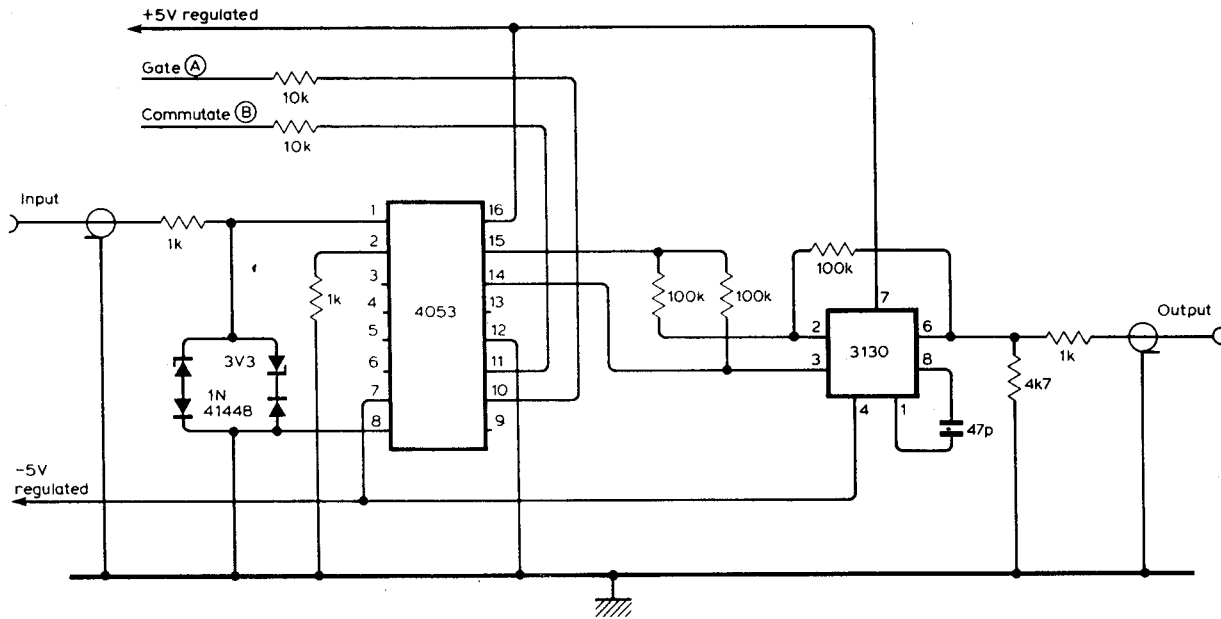 +5V regulated
Gate A
10k
Commutate B
10k
Input
1k
1
2
3
4
5
6
7
8
4053
16
15
14
13
12
11
10
9
1k
3V3
1N
4144B
100k
100k
100k
2
3
4
7
6
8
1
3130
47p
4k7
1k
Output
-5V
regulated